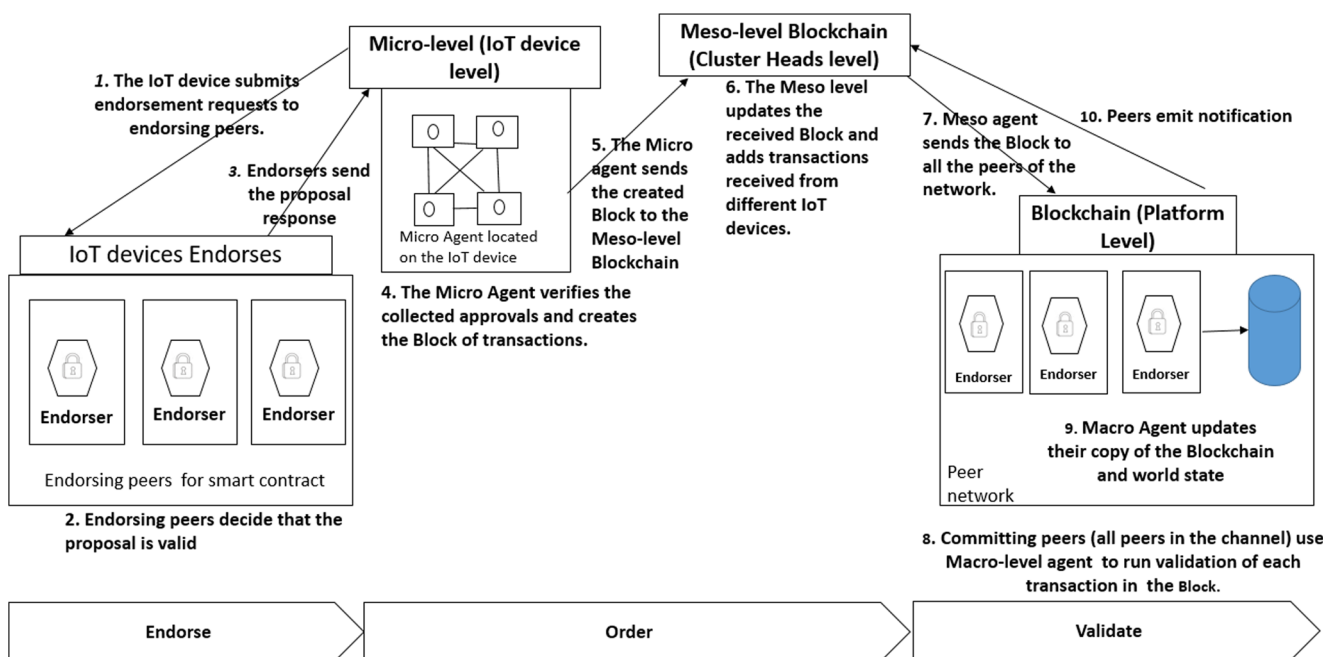 1. The IoT device submits
endorsement requests to
endorsing peers.
Micro-level (IoT device
level)
3. Endorsers send
the proposal
response
IoT devices Endorses
Endorser
Endorser
Endorser
Endorsing peers for smart contract
2. Endorsing peers decide that the
proposal is valid
0
0
0
0
Micro Agent located
on the IoT device
4. The Micro Agent verifies the
collected approvals and creates
the Block of transactions.
5. The Micro
agent sends
the created
Block to the
Meso-level
Blockchain
Meso-level Blockchain
(Cluster Heads level)
6. The Meso level
updates the
received Block and
adds transactions
received from
different IoT
devices.
7. Meso agent
sends the Block to
all the peers of the
network.
10. Peers emit notification
Blockchain (Platform
Level)
Endorser
Endorser
Endorser
9. Macro Agent updates
their copy of the Blockchain
and world state
Peer
network
8. Committing peers (all peers in the channel) use
Macro-level agent to run validation of each
transaction in the Block.
Endorse
Order
Validate